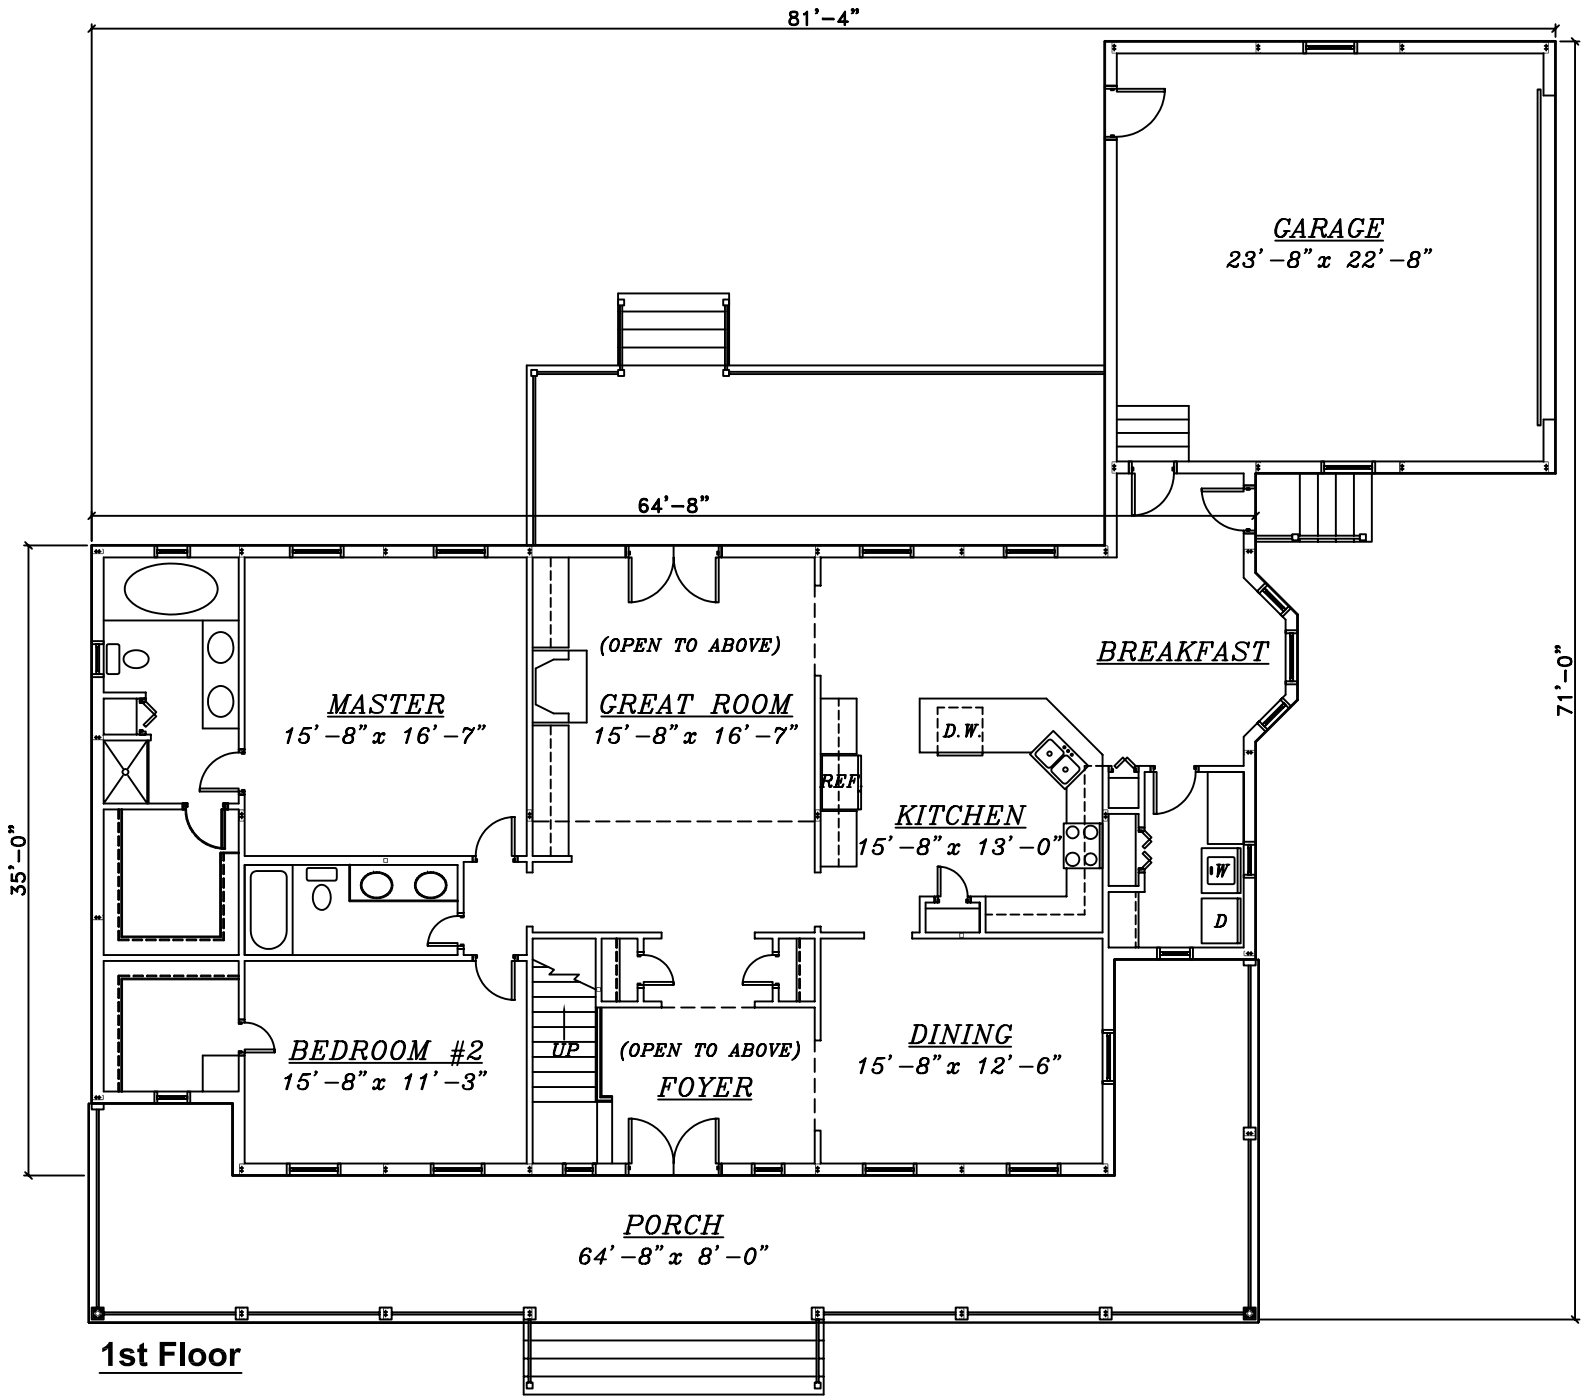 81'-4"
GARAGE
23'-8" x 22'-8"
64'-8"
(OPEN TO ABOVE)
BREAKFAST
71'-0"
MASTER
15'-8" x 16'-7"
GREAT ROOM
15'-8" x 16'-7"
D.W.
REF.
KITCHEN
15'-8" x 13'-0"
35'-0"
W
D
BEDROOM #2
15'-8" x 11'-3"
UP
(OPEN TO ABOVE)
FOYER
DINING
15'-8" x 12'-6"
PORCH
64'-8" x 8'-0"
1st Floor